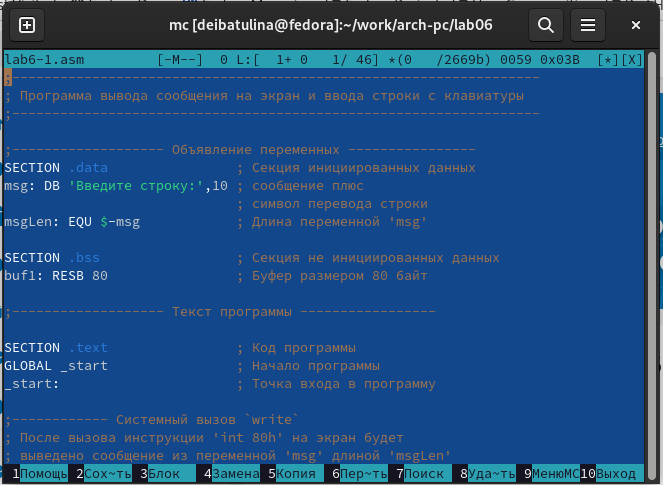 mc [deibatulina@fedora]:~/work/arch-pc/lab06
lab6-1.asm [-M--] 0 L:[ 1+ 0 1/ 46] *(0 /2669b) 0059 0x03B [*][X]
;------------------------------------------------------------------
; Программа вывода сообщения на экран и ввода строки с клавиатуры
;------------------------------------------------------------------
;------------------- Объявление переменных ----------------
SECTION .data ; Секция инициированных данных
msg: DB 'Введите строку:',10 ; сообщение плюс
; символ перевода строки
msgLen: EQU $-msg ; Длина переменной 'msg'
SECTION .bss ; Секция не инициированных данных
buf1: RESB 80 ; Буфер размером 80 байт
;------------------- Текст программы -----------------
SECTION .text ; Код программы
GLOBAL _start ; Начало программы
_start: ; Точка входа в программу
;------------ Системный вызов `write`
; После вызова инструкции 'int 80h' на экран будет
; выведено сообщение из переменной 'msg' длиной 'msgLen'
1Помощь 2Сох~ть 3Блок 4Замена 5Копия 6Пер~ть 7Поиск 8Уда~ть 9МенюMC 10Выход